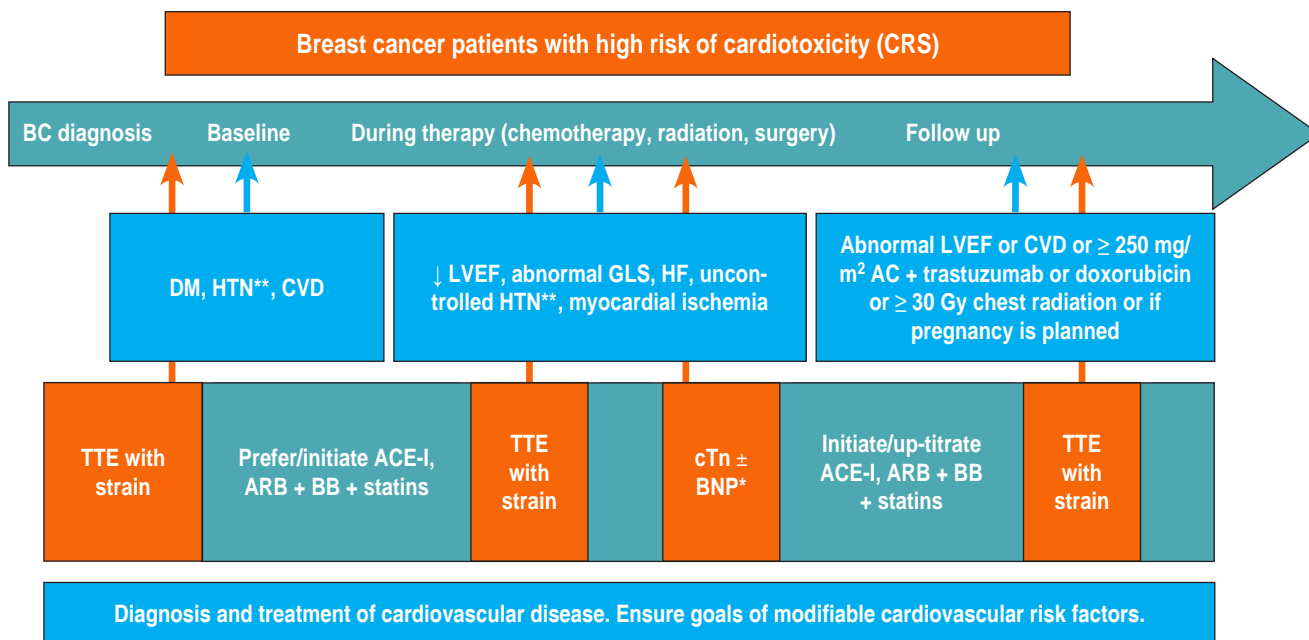 Breast cancer patients with high risk of cardiotoxicity (CRS)
BC diagnosis
Baseline
During therapy (chemotherapy, radiation, surgery)
Follow up
DM, HTN**, CVD
↓ LVEF, abnormal GLS, HF, uncon-
trolled HTN**, myocardial ischemia
Abnormal LVEF or CVD or ≥ 250 mg/
m² AC + trastuzumab or doxorubicin
or ≥ 30 Gy chest radiation or if
pregnancy is planned
TTE with
strain
Prefer/initiate ACE-I,
ARB + BB + statins
TTE
with
strain
cTn ±
BNP*
Initiate/up-titrate
ACE-I, ARB + BB
+ statins
TTE
with
strain
Diagnosis and treatment of cardiovascular disease. Ensure goals of modifiable cardiovascular risk factors.